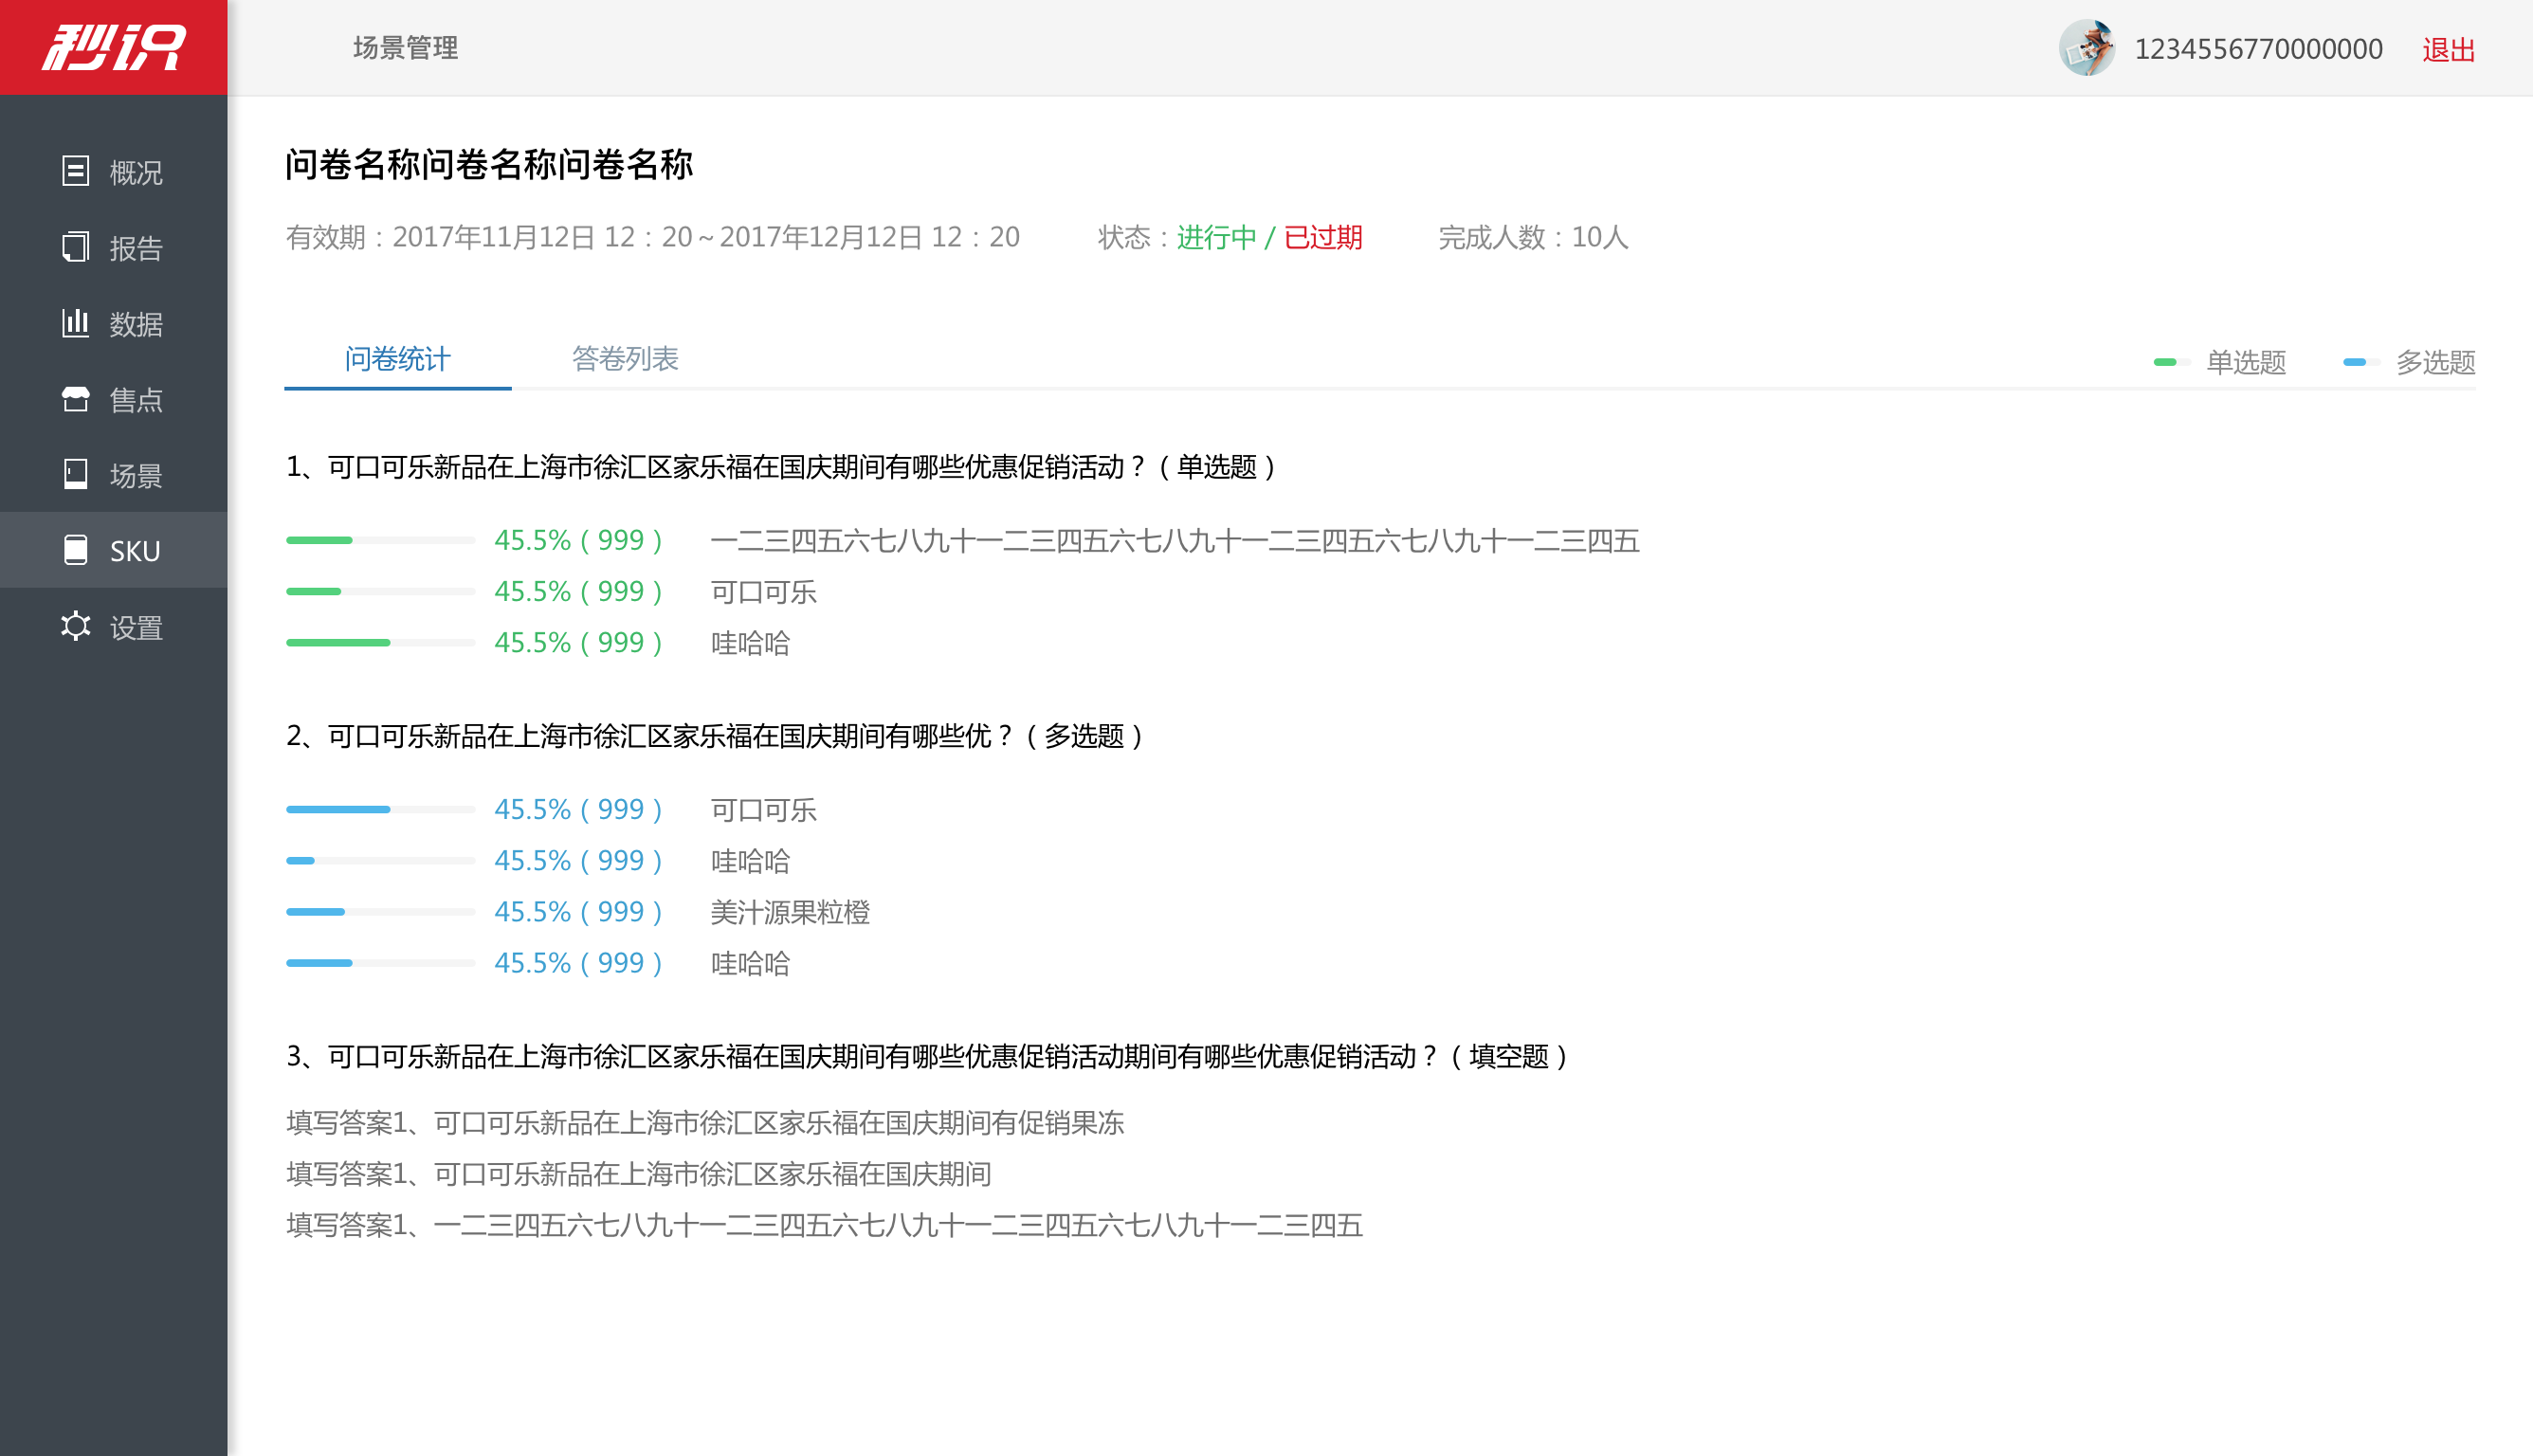 秒识
场景管理
1234556770000000
退出
概况
报告
数据
售点
场景
SKU
设置
问卷名称问卷名称问卷名称
有效期：2017年11月12日 12：20～2017年12月12日 12：20 状态：进行中 / 已过期 完成人数：10人
问卷统计 答卷列表 单选题 多选题
1、可口可乐新品在上海市徐汇区家乐福在国庆期间有哪些优惠促销活动？（单选题）
45.5%（999） 一二三四五六七八九十一二三四五六七八九十一二三四五六七八九十一二三四五
45.5%（999） 可口可乐
45.5%（999） 哇哈哈
2、可口可乐新品在上海市徐汇区家乐福在国庆期间有哪些优？（多选题）
45.5%（999） 可口可乐
45.5%（999） 哇哈哈
45.5%（999） 美汁源果粒橙
45.5%（999） 哇哈哈
3、可口可乐新品在上海市徐汇区家乐福在国庆期间有哪些优惠促销活动期间有哪些优惠促销活动？（填空题）
填写答案1、可口可乐新品在上海市徐汇区家乐福在国庆期间有促销果冻
填写答案1、可口可乐新品在上海市徐汇区家乐福在国庆期间
填写答案1、一二三四五六七八九十一二三四五六七八九十一二三四五六七八九十一二三四五